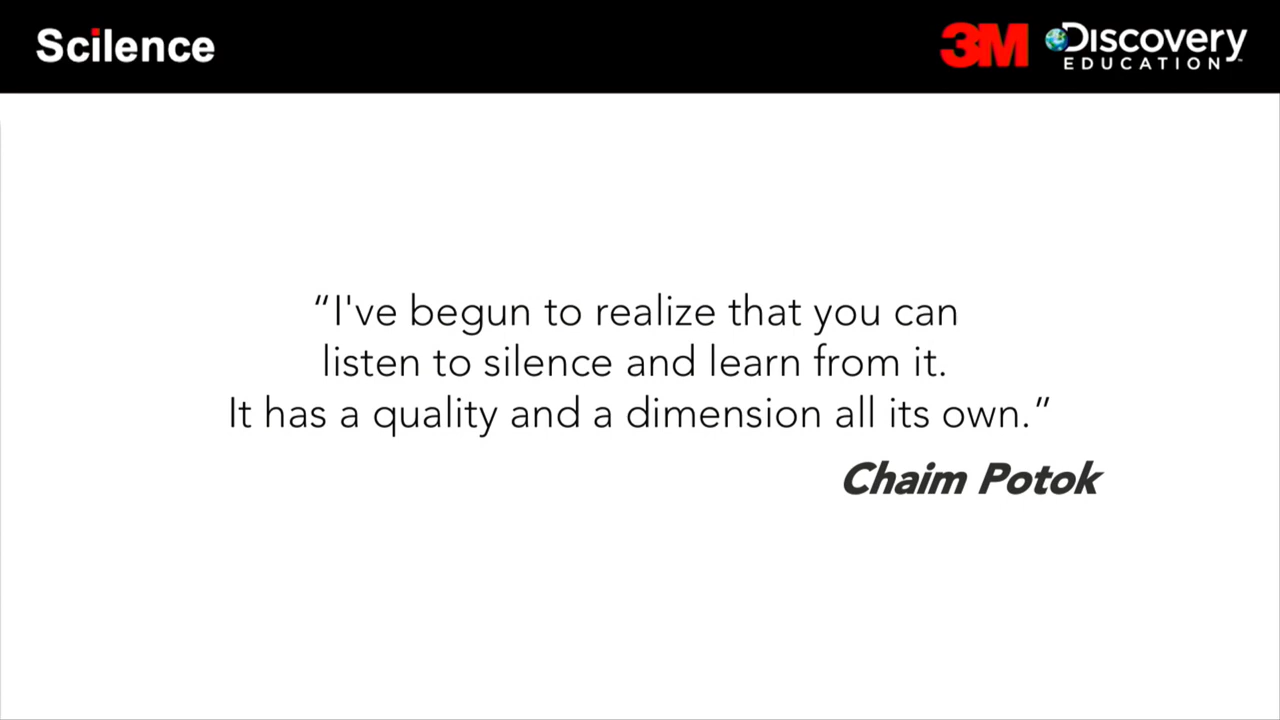 Scilence
3M
Discovery
EDUCATION
“I've begun to realize that you can
listen to silence and learn from it.
It has a quality and a dimension all its own.”
Chaim Potok